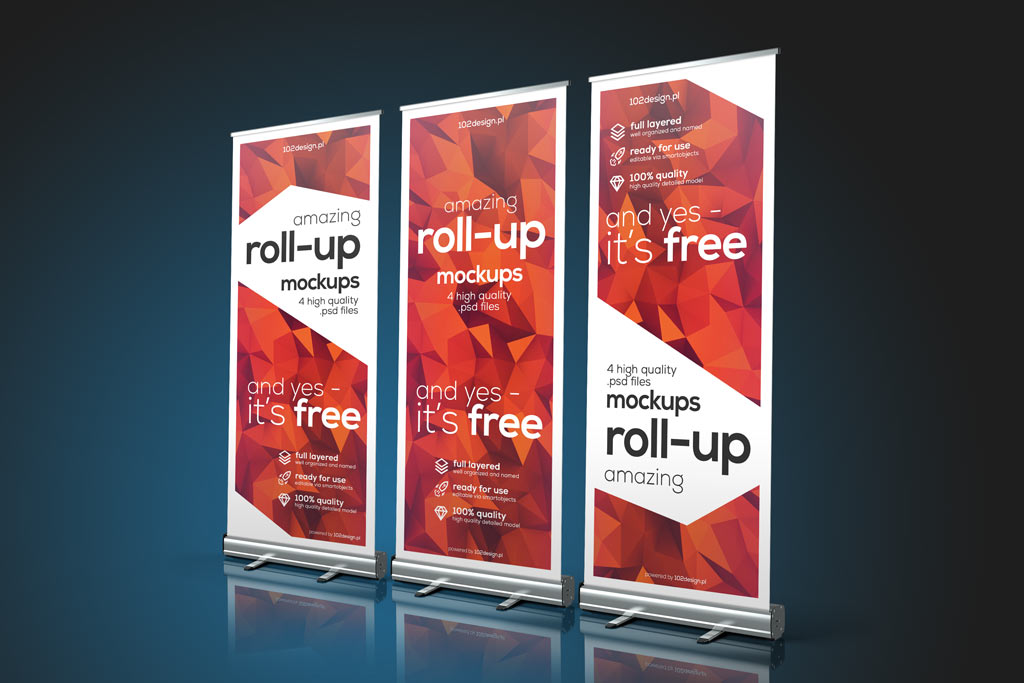 102design.pl
amazing
roll-up
mockups
4 high quality
.psd files
and yes –
it's free
full layered
well organized and named
ready for use
editable via smartobjects
100% quality
high quality detailed model
powered by 102design.pl
102design.pl
amazing
roll-up
mockups
4 high quality
.psd files
and yes –
it's free
full layered
well organized and named
ready for use
editable via smartobjects
100% quality
high quality detailed model
powered by 102design.pl
102design.pl
full layered
well organized and named
ready for use
editable via smartobjects
100% quality
high quality detailed model
and yes –
it's free
4 high quality
.psd files
mockups
roll-up
amazing
powered by 102design.pl